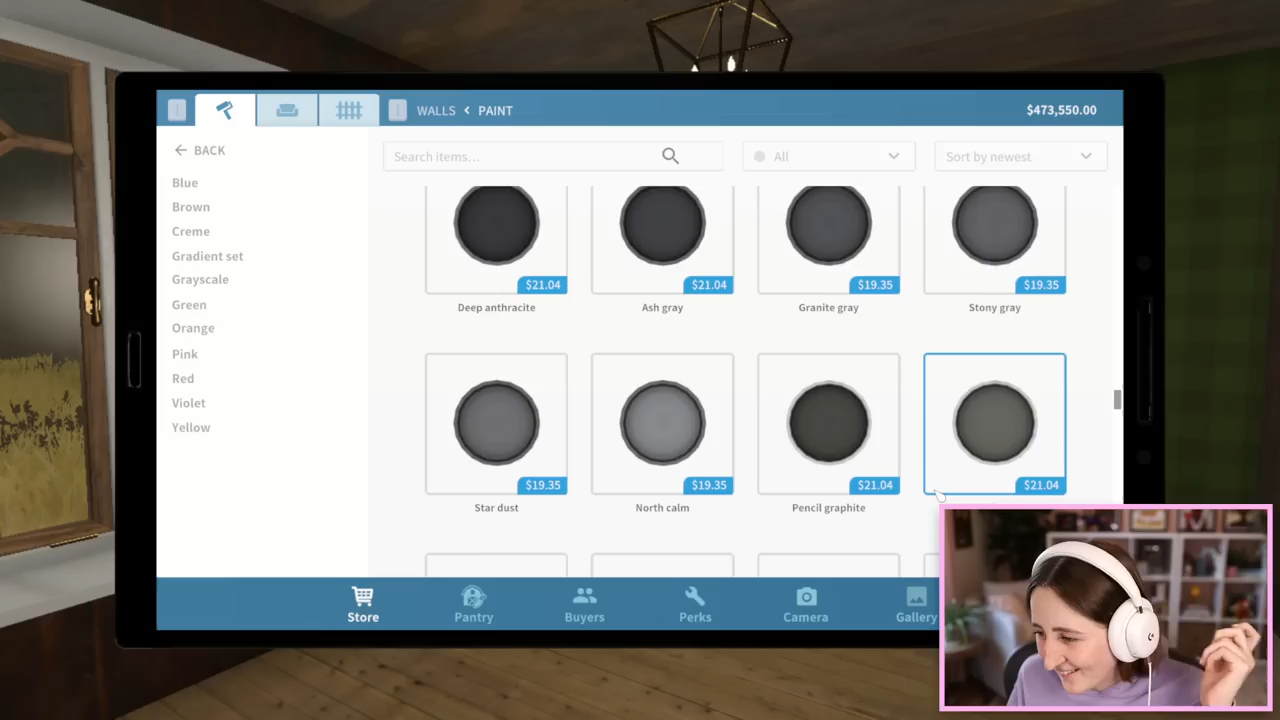 WALLS < PAINT
$473,550.00
BACK
Search items...
All
Sort by newest
Blue
Brown
Creme
Gradient set
Grayscale
Green
Orange
Pink
Red
Violet
Yellow
$21.04
$21.04
$19.35
$19.35
Deep anthracite
Ash gray
Granite gray
Stony gray
$19.35
$19.35
$21.04
$21.04
Star dust
North calm
Pencil graphite
Store
Pantry
Buyers
Perks
Camera
Gallery